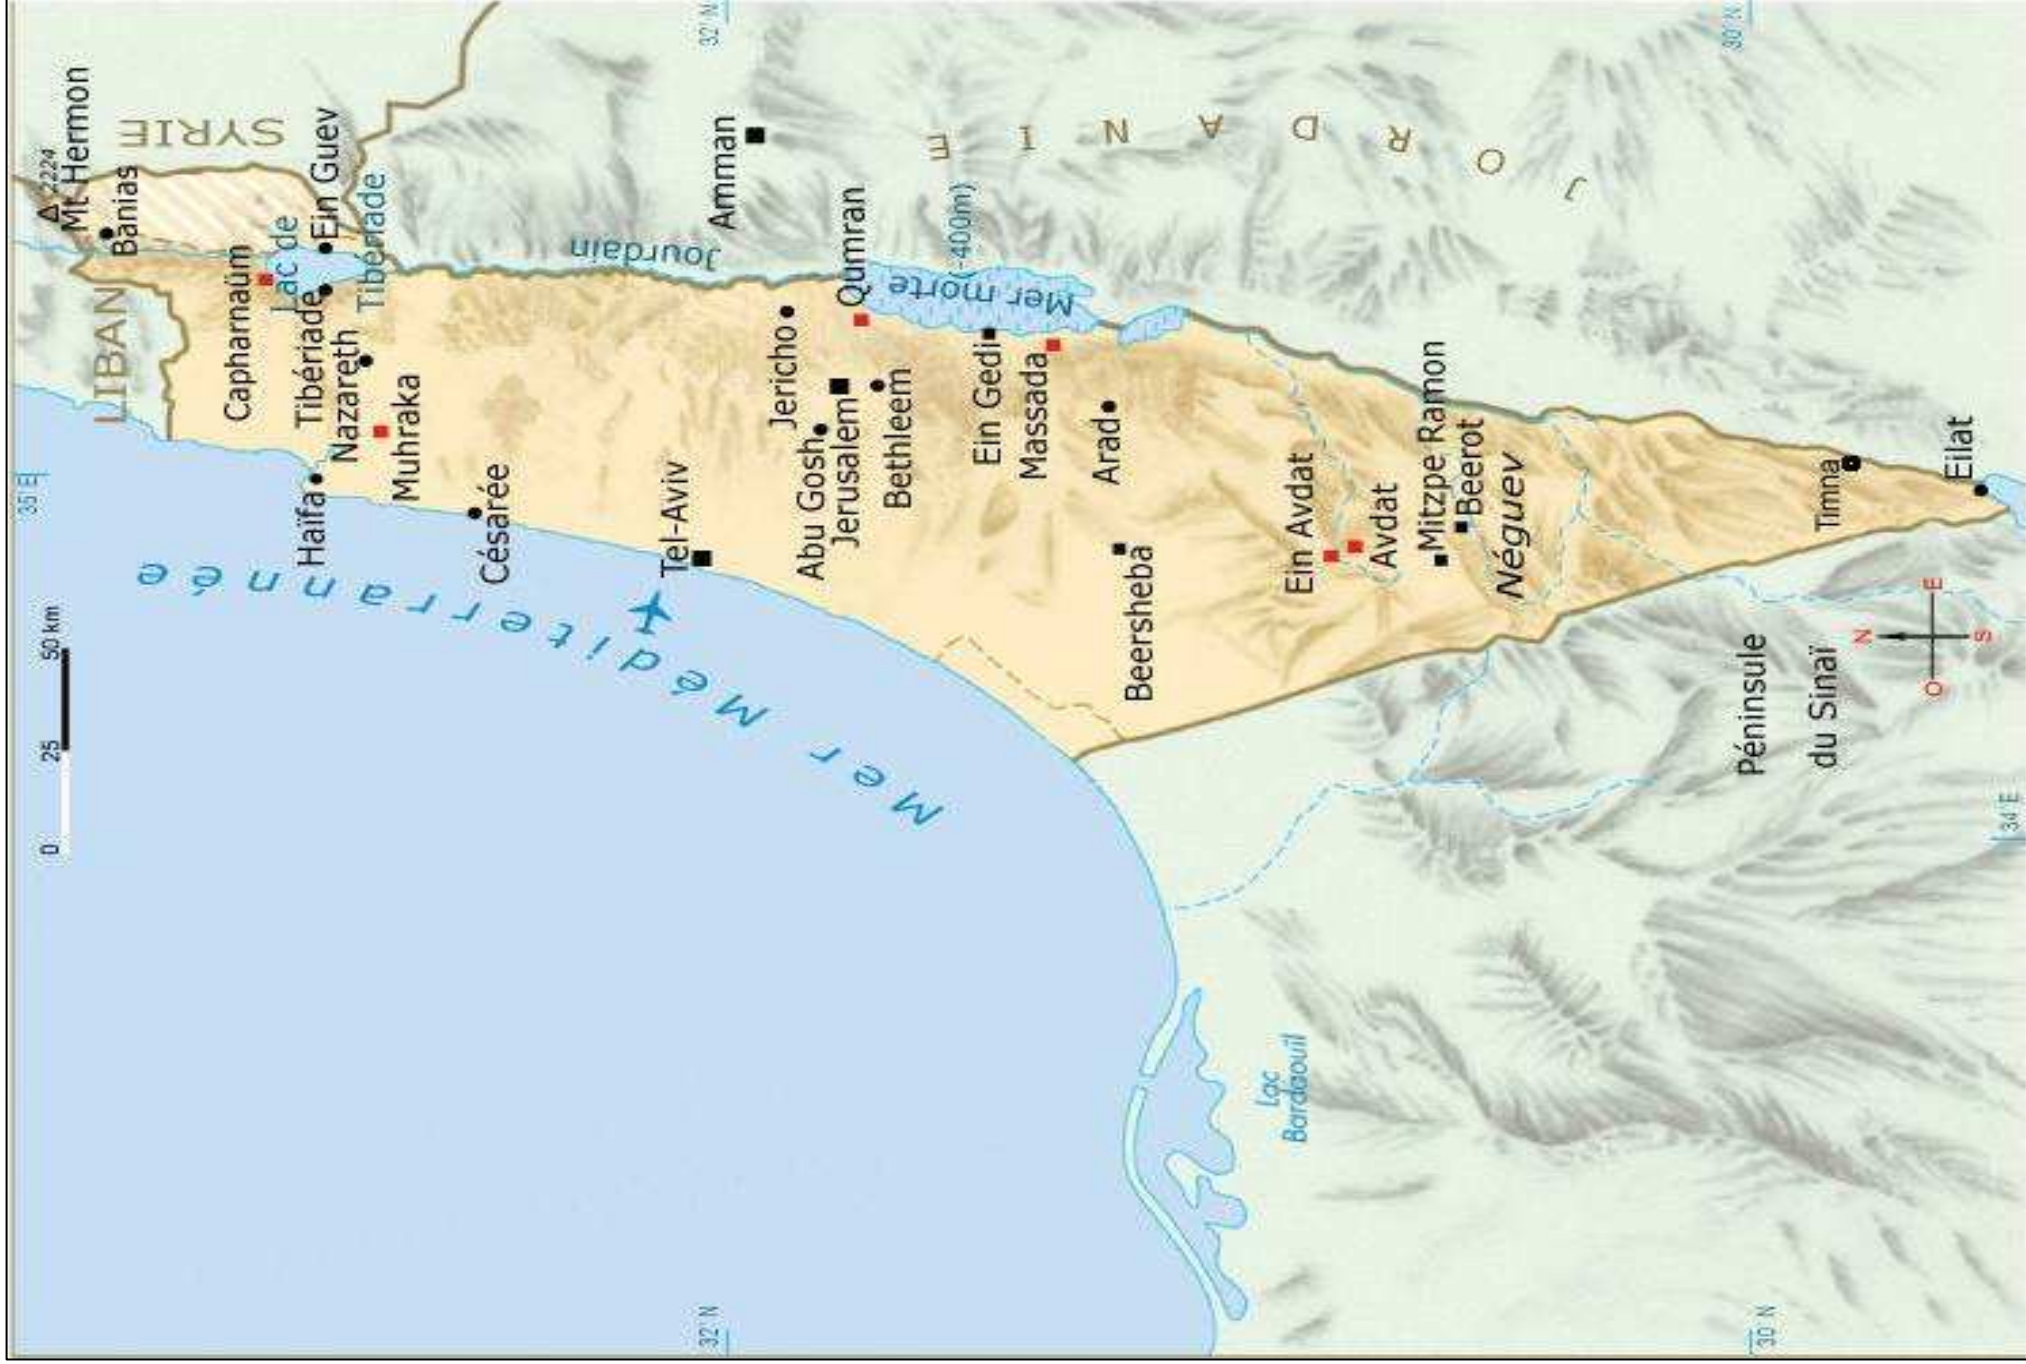 0
25
50 km
35°E
32° N
30° N
△ 2224
Mt Hermon
Banias
SYRIE
LIBAN
Capharnaüm
Lac de
Tibériade
Ein Guev
Tibériade
Nazareth
Haïfa
Muhraka
Césarée
Mer Méditerrannée
Jourdain
Tel-Aviv
Amman
Jericho
Abu Gosh
Jerusalem
Qumran
Bethleem
Mer morte
(-400m)
Ein Gedi
Massada
Arad
Beersheba
JORDANIE
Ein Avdat
Avdat
Mitzpe Ramon
Beerot
Néguev
Timna
Eilat
Péninsule
du Sinaï
N
O
E
S
Lac
Bardaouil
32° N
30° N
34°E